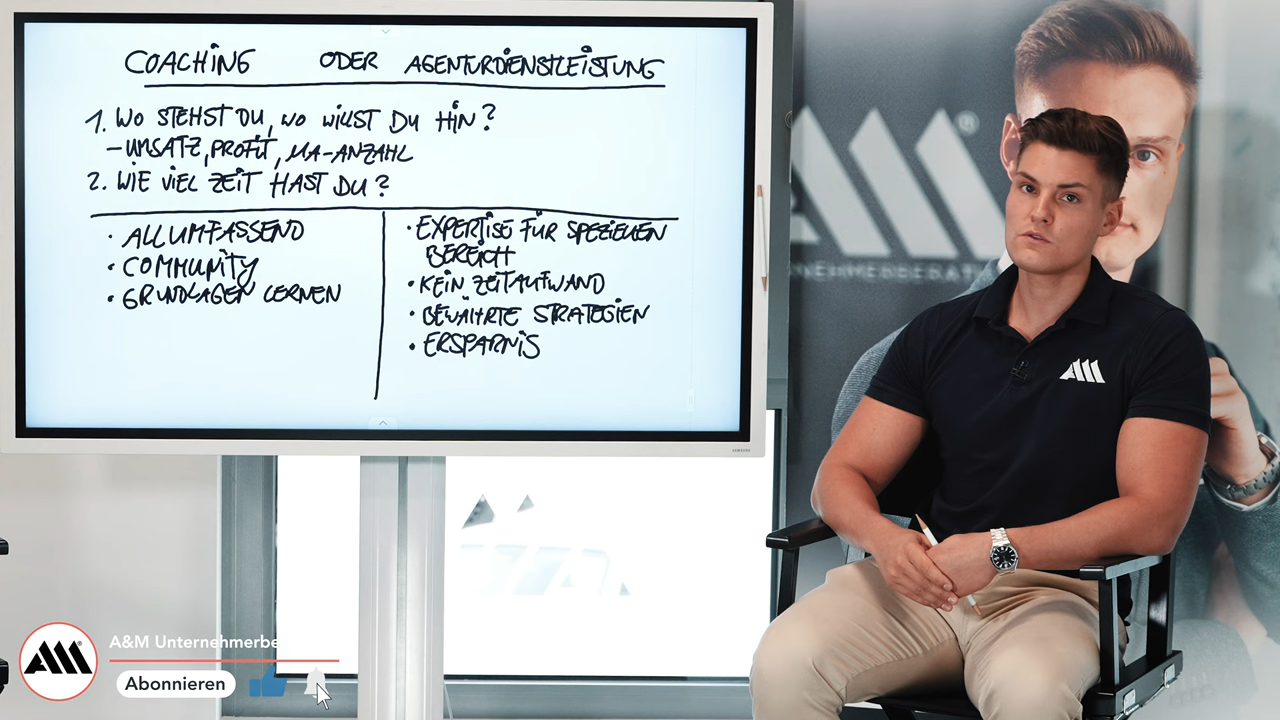 COACHING ODER AGENTURDIENSTLEISTUNG
1. WO STEHST DU, WO WILLST DU HIN?
- UMSATZ, PROFIT, MA-ANZAHL
2. WIE VIEL ZEIT HAST DU?
• ALLUMFASSEND
• COMMUNITY
• GRUNDLAGEN LERNEN
• EXPERTISE FÜR SPEZIELLEN
BEREICH
• KEIN ZEITAUFWAND
• BEWÄHRTE STRATEGIEN
• ERSPARNIS
SAMSUNG
®
A&M Unternehmerbe
Abonnieren